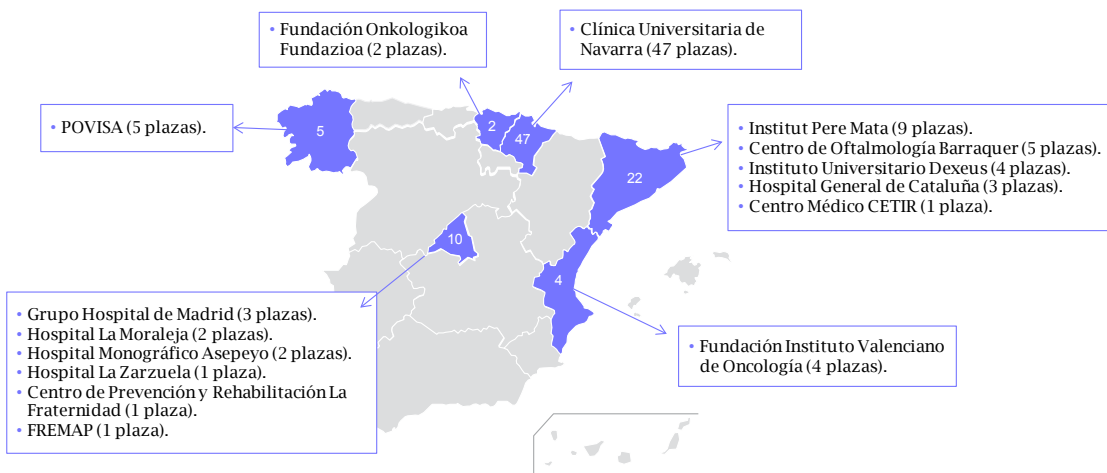 • Fundación Onkologikoa
Fundazioa (2 plazas).
• Clínica Universitaria de
Navarra (47 plazas).
• POVISA (5 plazas).
5
2
47
22
10
4
• Institut Pere Mata (9 plazas).
• Centro de Oftalmología Barraquer (5 plazas).
• Instituto Universitario Dexeus (4 plazas).
• Hospital General de Cataluña (3 plazas).
• Centro Médico CETIR (1 plaza).
• Grupo Hospital de Madrid (3 plazas).
• Hospital La Moraleja (2 plazas).
• Hospital Monográfico Asepeyo (2 plazas).
• Hospital La Zarzuela (1 plaza).
• Centro de Prevención y Rehabilitación La
Fraternidad (1 plaza).
• FREMAP (1 plaza).
• Fundación Instituto Valenciano
de Oncología (4 plazas).